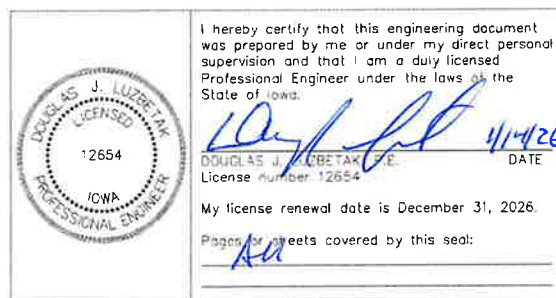 DOUGLAS J. LUZBETAK
LICENSED
12654
IOWA
PROFESSIONAL ENGINEER
I hereby certify that this engineering document
was prepared by me or under my direct personal
supervision and that I am a duly licensed
Professional Engineer under the laws of the
State of Iowa.
1/14/26
DOUGLAS J. LUZBETAK, P.E. DATE
License number 12654
My license renewal date is December 31, 2026.
Pages or sheets covered by this seal:
All